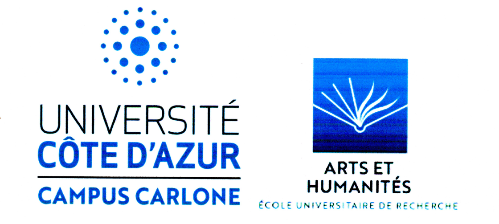 UNIVERSITÉ
CÔTE D'AZUR
CAMPUS CARLONE
ARTS ET
HUMANITÉS
ÉCOLE UNIVERSITAIRE DE RECHERCHE